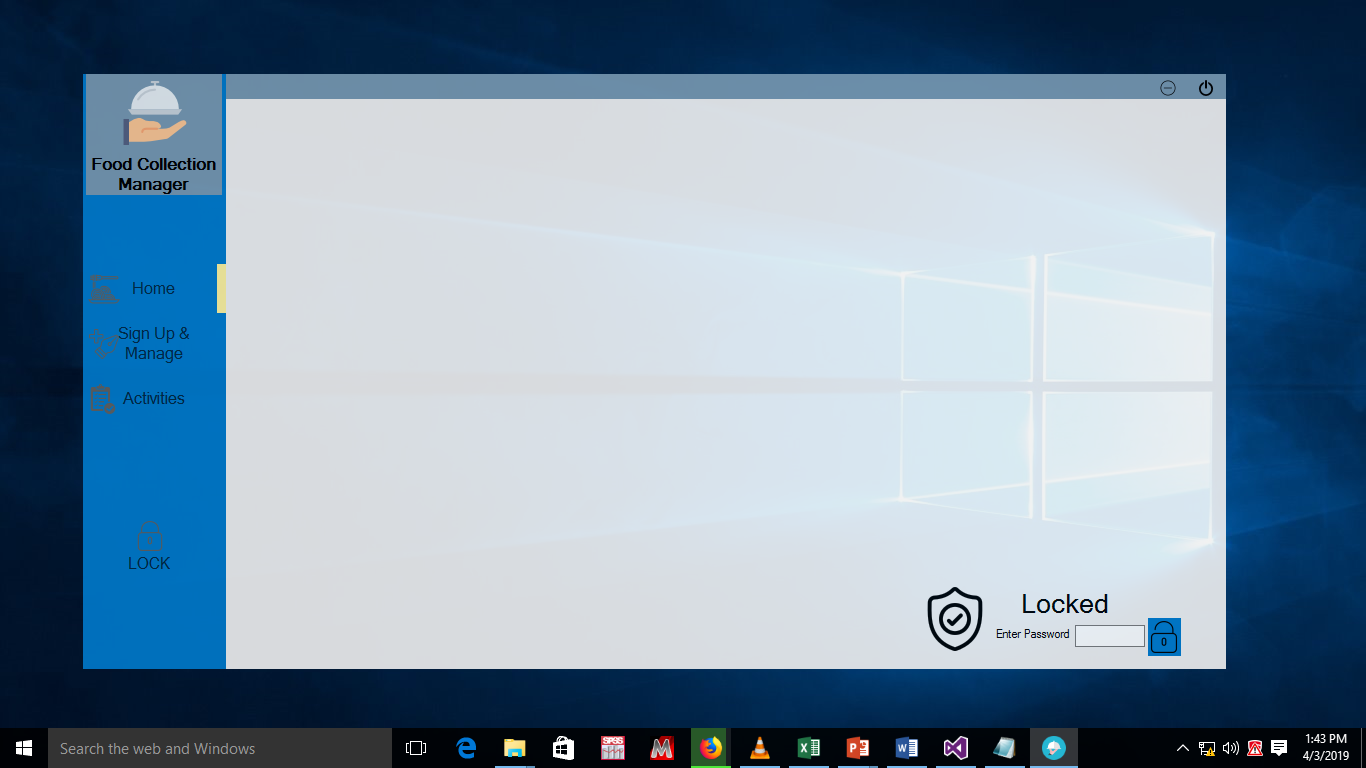 Food Collection
Manager
Home
Sign Up &
Manage
Activities
LOCK
Locked
Enter Password
0
Search the web and Windows
SPSS
1:43 PM
4/3/2019